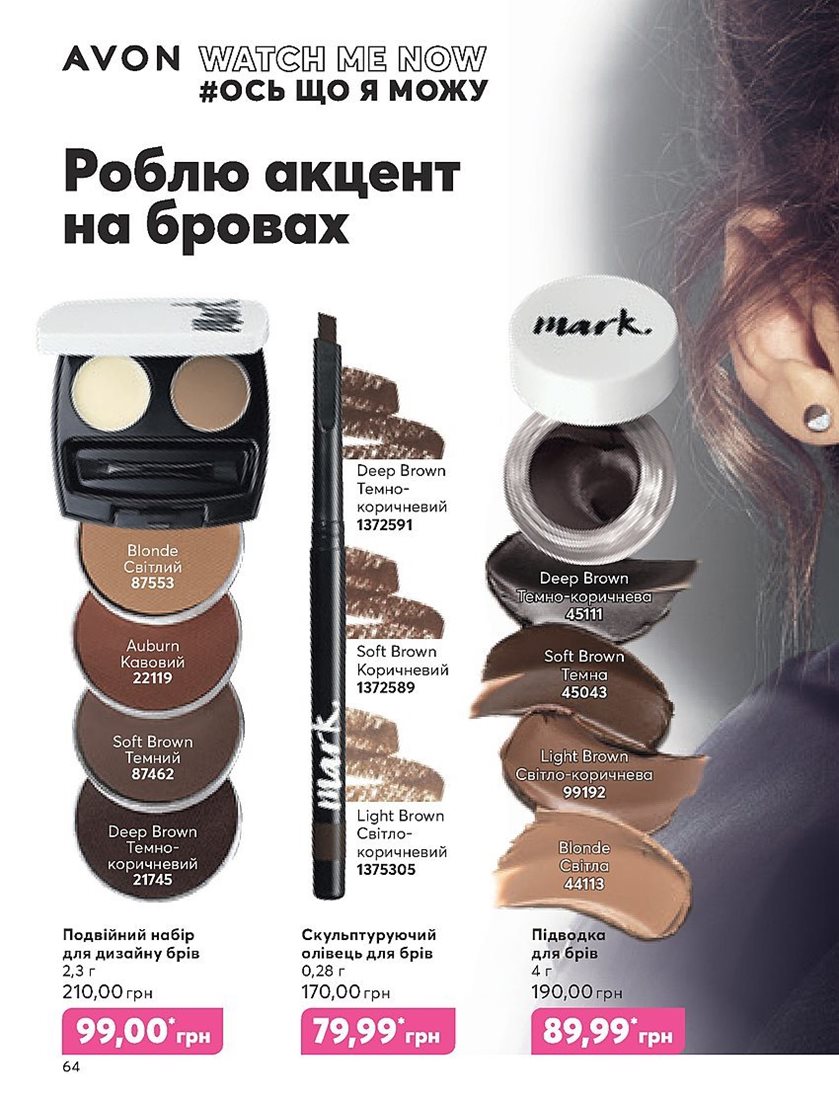 AVON WATCH ME NOW
#ОСЬ ЩО Я МОЖУ
Роблю акцент
на бровах
mark.
mark.
Blonde
Світлий
87553
Auburn
Кавовий
22119
Soft Brown
Темний
87462
Deep Brown
Темно-
коричневий
21745
Deep Brown
Темно-
коричневий
1372591
Soft Brown
Коричневий
1372589
mark.
Light Brown
Світло-
коричневий
1375305
Deep Brown
Темно-коричнева
45111
Soft Brown
Темна
45043
Light Brown
Світло-коричнева
99192
Blonde
Світла
44113
Подвійний набір
для дизайну брів
2,3 г
210,00 грн
99,00* грн
Скульптуруючий
олівець для брів
0,28 г
170,00 грн
79,99* грн
Підводка
для брів
4 г
190,00 грн
89,99* грн
64